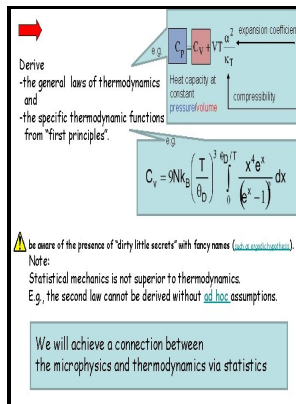 e.g.
C_p = C_V + VT α²/κ_T
expansion coefficient
Heat capacity at
constant
pressure/volume
compressibility
Derive
-the general laws of thermodynamics
and
-the specific thermodynamic functions
from "first principles".
e.g.
C_v = 9Nk_B (T/θ_D)³ ∫₀^{θ_D/T} x⁴eˣ/(eˣ−1)² dx
be aware of the presence of "dirty little secrets" with fancy names (such as ergodic hypothesis).
Note:
Statistical mechanics is not superior to thermodynamics.
E.g., the second law cannot be derived without ad hoc assumptions.
We will achieve a connection between
the microphysics and thermodynamics via statistics